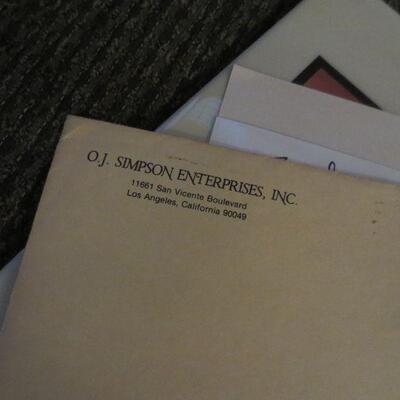 O.J. SIMPSON ENTERPRISES, INC.
11661 San Vicente Boulevard
Los Angeles, California 90049